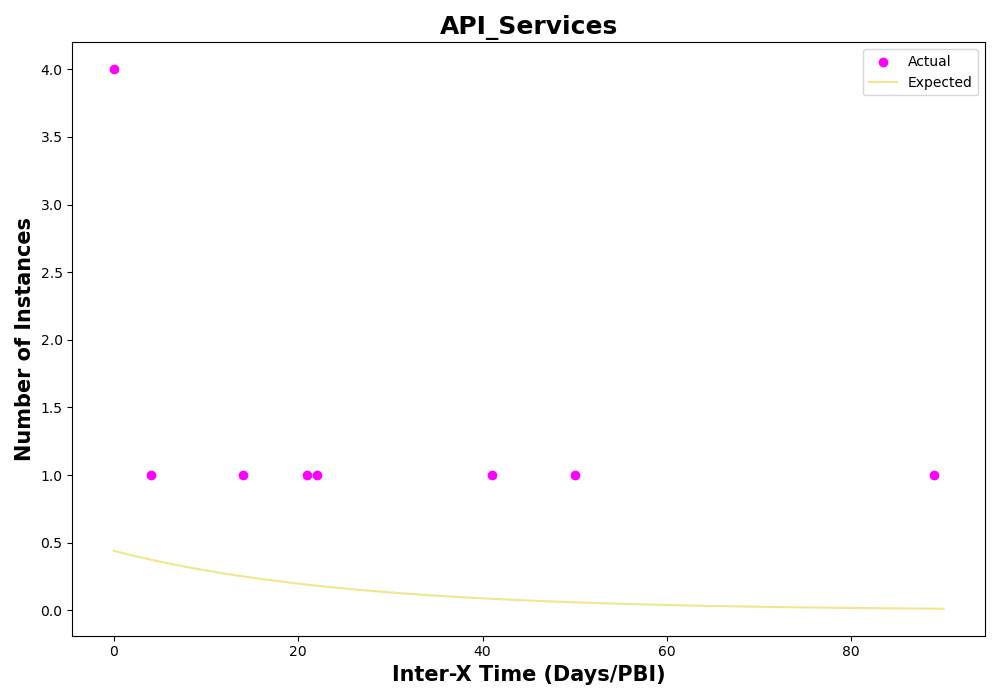 API_Services
Actual
Expected
Number of Instances
4.0
3.5
3.0
2.5
2.0
1.5
1.0
0.5
0.0
0
20
40
60
80
Inter-X Time (Days/PBI)